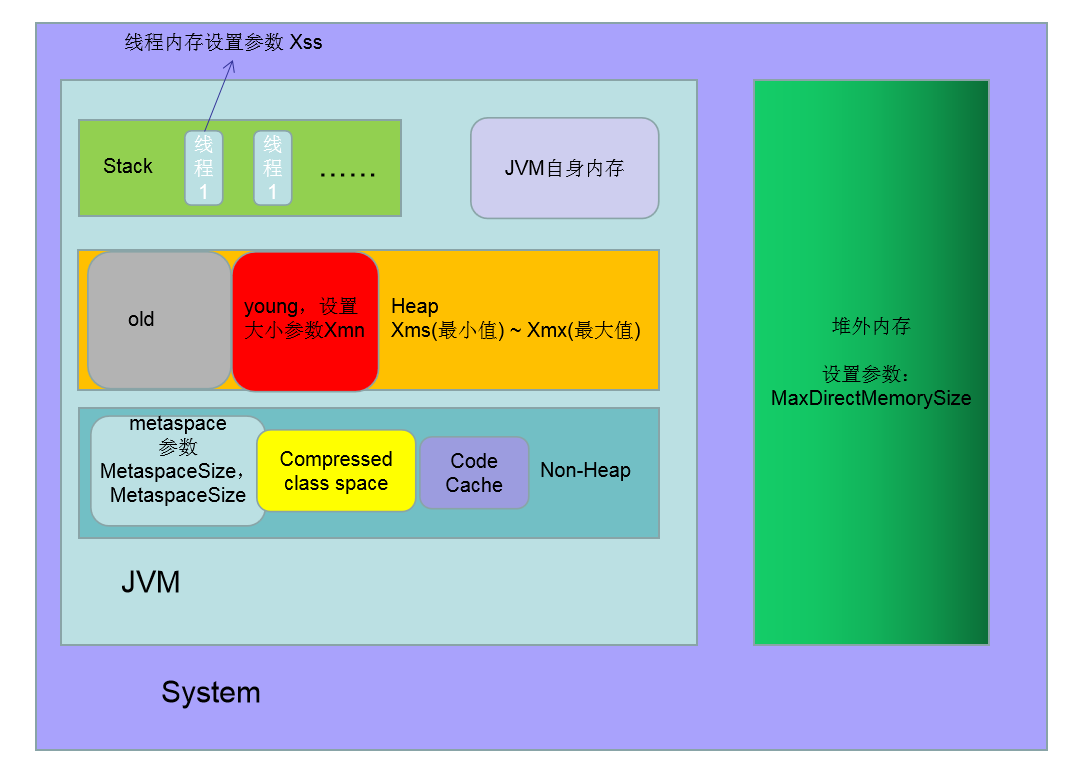 线程内存设置参数 Xss
Stack
线
程
1
线
程
1
……
JVM自身内存
old
young，设置
大小参数Xmn
Heap
Xms(最小值) ~ Xmx(最大值)
metaspace
参数
MetaspaceSize，
MetaspaceSize
Compressed
class space
Code
Cache
Non-Heap
JVM
堆外内存
设置参数：
MaxDirectMemorySize
System